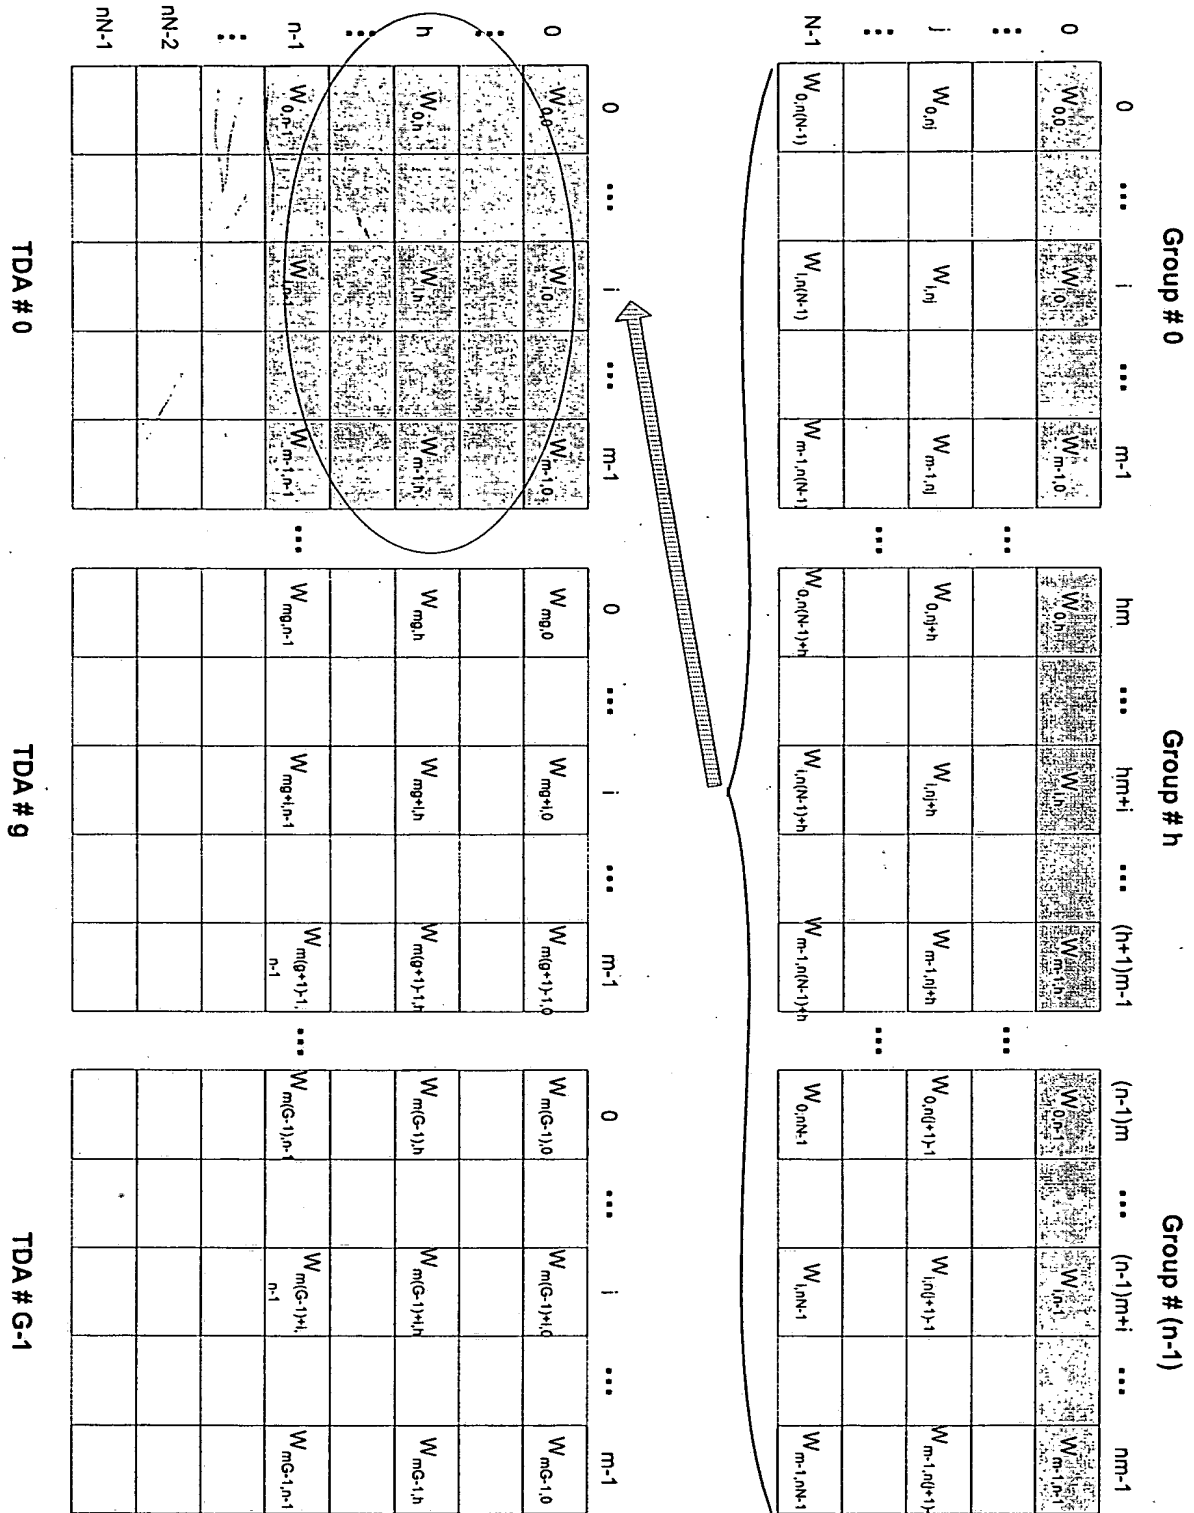 Group # 0 Group # h Group # (n-1)
0 ... i ... m-1 hm ... hm+i ... (h+1)m-1 (n-1)m ... (n-1)m+i ... nm-1
0 W0,0 Wi,0 Wm-1,0 W0,h Wi,h Wm-1,h W0,n-1 Wi,n-1 Wm-1,n-1
... ... ...
j W0,nj Wi,nj Wm-1,nj W0,nj+h Wi,nj+h Wm-1,nj+h W0,n(j+1)-1 Wi,n(j+1)-1 Wm-1,n(j+1)-
... ... ...
N-1 W0,n(N-1) Wi,n(N-1) Wm-1,n(N-1) W0,n(N-1)+h Wi,n(N-1)+h Wm-1,n(N-1)+h W0,nN-1 Wi,nN-1 Wm-1,nN-1
0 ... i ... m-1 0 ... i ... m-1 0 ... i ... m-1
0 W0,0 Wi,0 Wm-1,0 Wmg,0 Wmg+i,0 Wm(g+1)-1,0 Wm(G-1),0 Wm(G-1)+i,0 WmG-1,0
...
h W0,h Wi,h Wm-1,h Wmg,h Wmg+i,h Wm(g+1)-1,h Wm(G-1),h Wm(G-1)+i,h WmG-1,h
...
n-1 W0,n-1 Wi,n-1 Wm-1,n-1 ... Wmg,n-1 Wmg+i,n-1 Wm(g+1)-1,n-1 ... Wm(G-1),n-1 Wm(G-1)+i,n-1 WmG-1,n-1
...
nN-2
nN-1
TDA # 0 TDA # g TDA # G-1